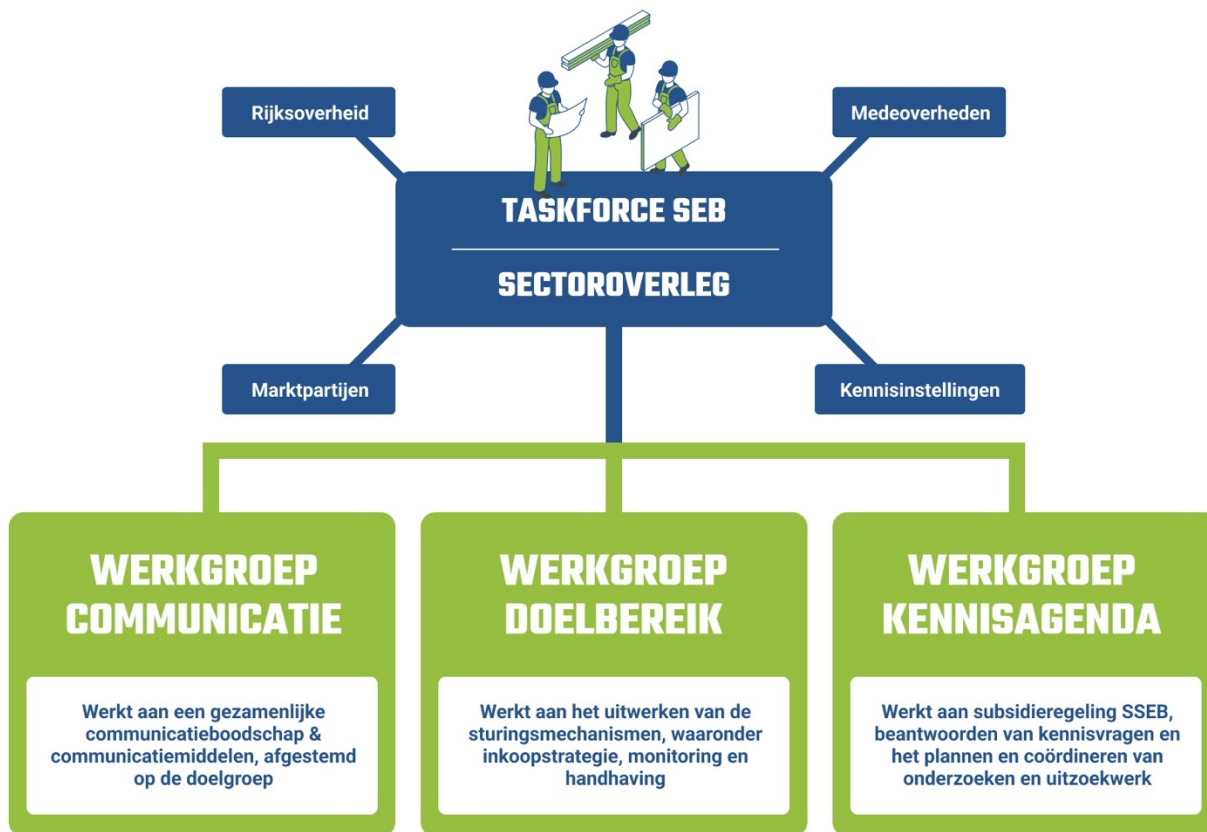 Rijksoverheid
Medeoverheden
TASKFORCE SEB
SECTOROVERLEG
Marktpartijen
Kennisinstellingen
WERKGROEP
COMMUNICATIE
Werkt aan een gezamenlijke
communicatieboodschap &
communicatiemiddelen, afgestemd
op de doelgroep
WERKGROEP
DOELBEREIK
Werkt aan het uitwerken van de
sturingsmechanismen, waaronder
inkoopstrategie, monitoring en
handhaving
WERKGROEP
KENNISAGENDA
Werkt aan subsidieregeling SSEB,
beantwoorden van kennisvragen en
het plannen en coördineren van
onderzoeken en uitzoekwerk